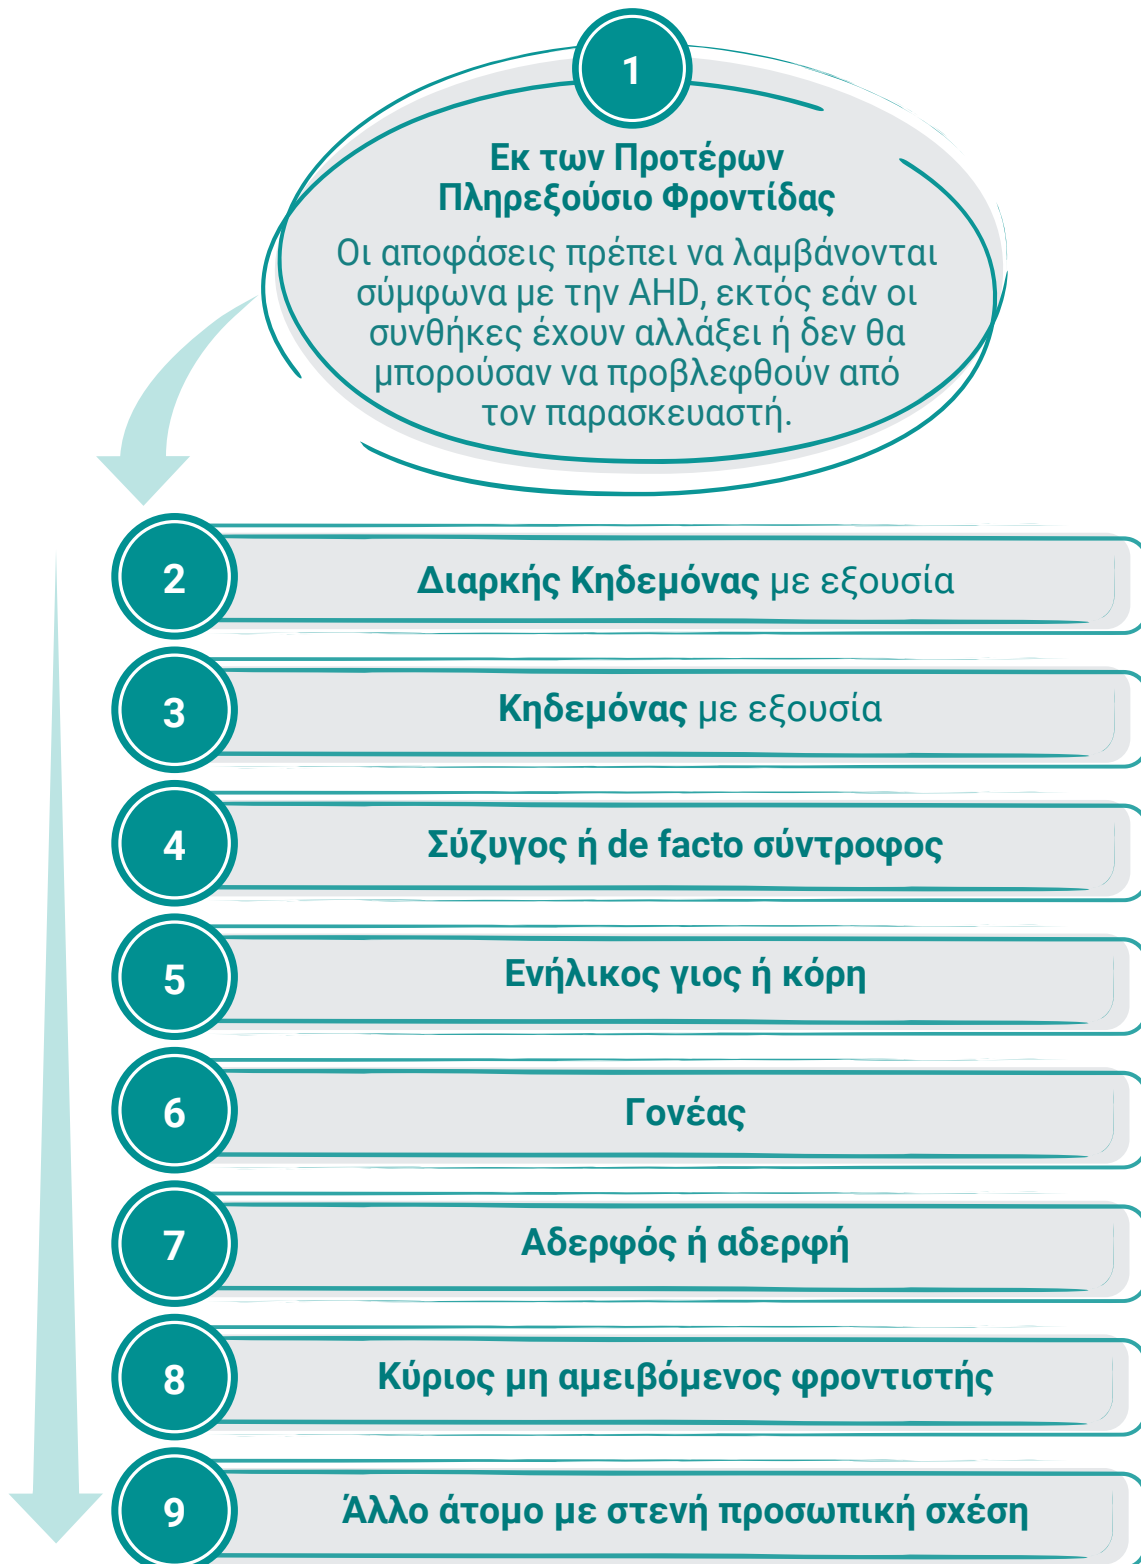 1
Εκ των Προτέρων
Πληρεξούσιο Φροντίδας
Οι αποφάσεις πρέπει να λαμβάνονται
σύμφωνα με την AHD, εκτός εάν οι
συνθήκες έχουν αλλάξει ή δεν θα
μπορούσαν να προβλεφθούν από
τον παρασκευαστή.
2
Διαρκής Κηδεμόνας με εξουσία
3
Κηδεμόνας με εξουσία
4
Σύζυγος ή de facto σύντροφος
5
Ενήλικος γιος ή κόρη
6
Γονέας
7
Αδερφός ή αδερφή
8
Κύριος μη αμειβόμενος φροντιστής
9
Άλλο άτομο με στενή προσωπική σχέση